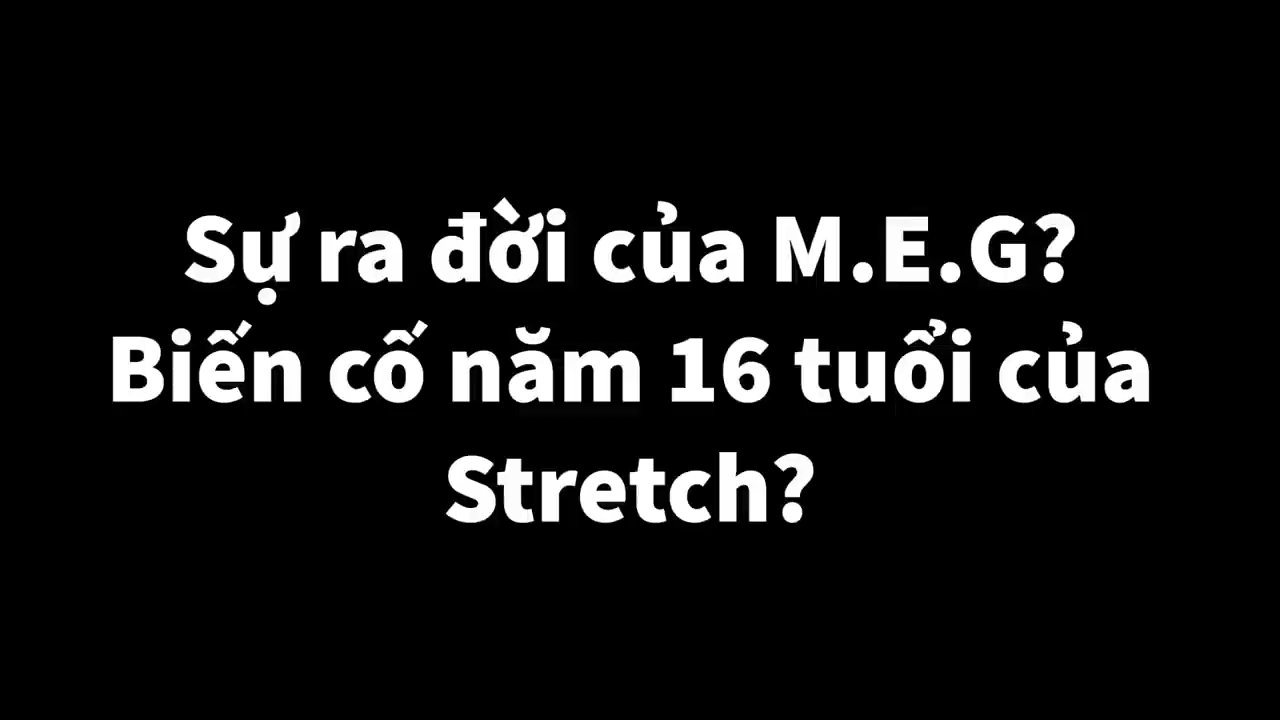 Sự ra đời của M.E.G?
Biến cố năm 16 tuổi của
Stretch?